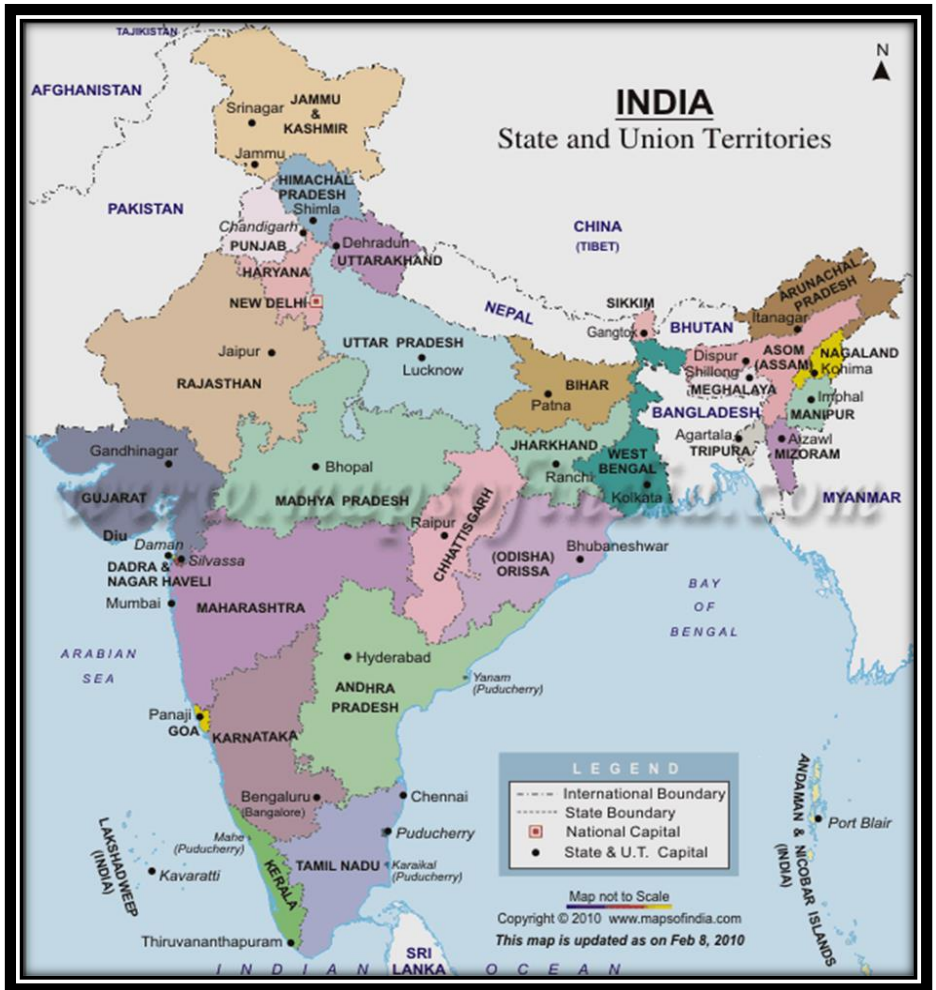 TAJIKISTAN
AFGHANISTAN
N
INDIA
State and Union Territories
Srinagar
JAMMU
&
KASHMIR
Jammu
HIMACHAL
PRADESH
Shimla
PAKISTAN
Chandigarh
PUNJAB
CHINA
(TIBET)
Dehradun
UTTARAKHAND
HARYANA
NEW DELHI
NEPAL
SIKKIM
Gangtok
BHUTAN
ARUNACHAL
PRADESH
Itanagar
Jaipur
RAJASTHAN
UTTAR PRADESH
Lucknow
BIHAR
Patna
Dispur
Shillong
MEGHALAYA
ASOM
(ASSAM)
NAGALAND
Kohima
Imphal
MANIPUR
BANGLADESH
Agartala
TRIPURA
Aizawl
MIZORAM
MYANMAR
Gandhinagar
GUJARAT
Bhopal
MADHYA PRADESH
JHARKHAND
Ranchi
WEST
BENGAL
Kolkata
www.mapsofindia.com
Diu
Daman
Silvassa
DADRA &
NAGAR HAVELI
Mumbai
MAHARASHTRA
Raipur
CHHATTISGARH
(ODISHA)
ORISSA
Bhubaneshwar
BAY
OF
BENGAL
ARABIAN
SEA
Hyderabad
ANDHRA
PRADESH
Yanam
(Puducherry)
Panaji
GOA
KARNATAKA
Bengaluru
(Bangalore)
Chennai
Mahe
(Puducherry)
Puducherry
TAMIL NADU
Karaikal
(Puducherry)
KERALA
LAKSHADWEEP
(INDIA)
Kavaratti
Thiruvananthapuram
SRI
LANKA
INDIAN OCEAN
LEGEND
International Boundary
State Boundary
National Capital
State & U.T. Capital
Map not to Scale
Copyright © 2010 www.mapsofindia.com
This map is updated as on Feb 8, 2010
ANDAMAN & NICOBAR ISLANDS
(INDIA)
Port Blair